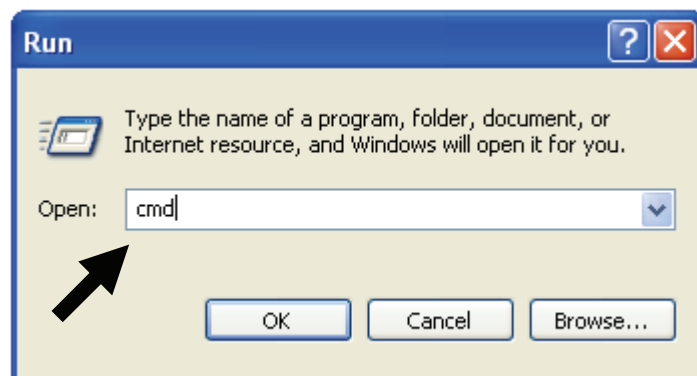 Run
Type the name of a program, folder, document, or
Internet resource, and Windows will open it for you.
Open: cmd
OK Cancel Browse...